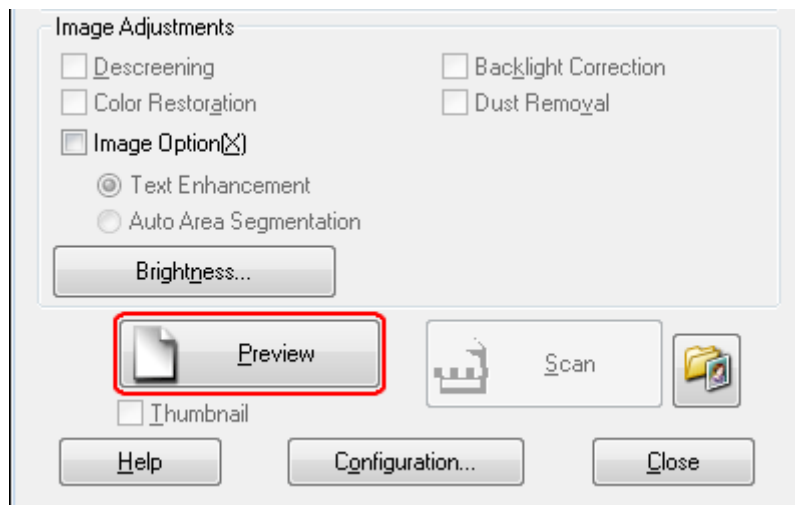 Image Adjustments
Descreening Backlight Correction
Color Restoration Dust Removal
Image Option(X)
Text Enhancement
Auto Area Segmentation
Brightness...
Preview Scan
Thumbnail
Help Configuration... Close